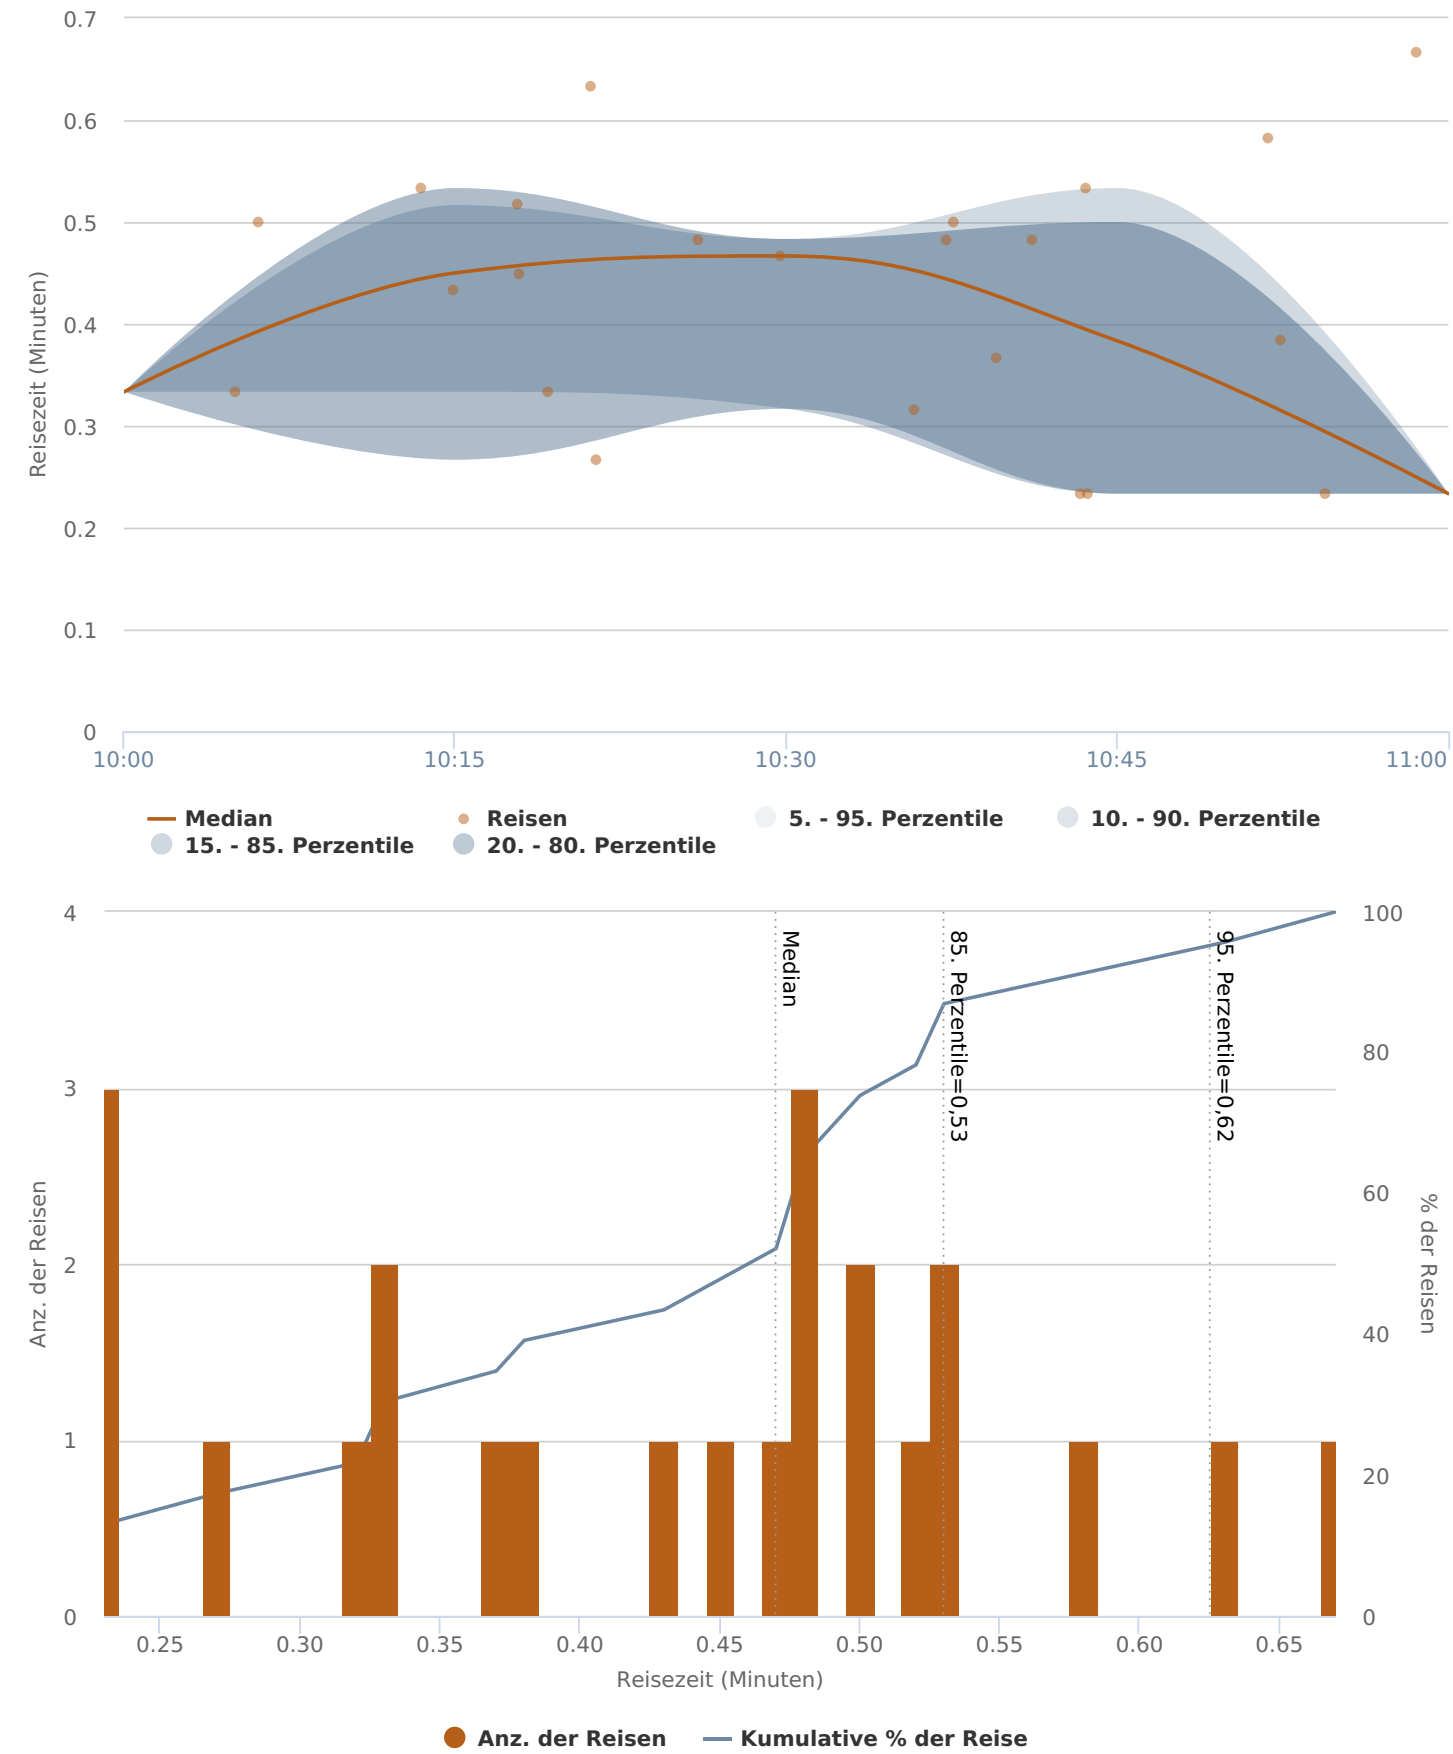 0.7
0.6
0.5
0.4
0.3
0.2
0.1
0
Reisezeit (Minuten)
10:00 10:15 10:30 10:45 11:00
Median Reisen 5. - 95. Perzentile 10. - 90. Perzentile
15. - 85. Perzentile 20. - 80. Perzentile
4
3
2
1
0
Anz. der Reisen
Median
85. Perzentile=0,53
95. Perzentile=0,62
100
80
60
40
20
0
% der Reisen
0.25 0.30 0.35 0.40 0.45 0.50 0.55 0.60 0.65
Reisezeit (Minuten)
Anz. der Reisen Kumulative % der Reise